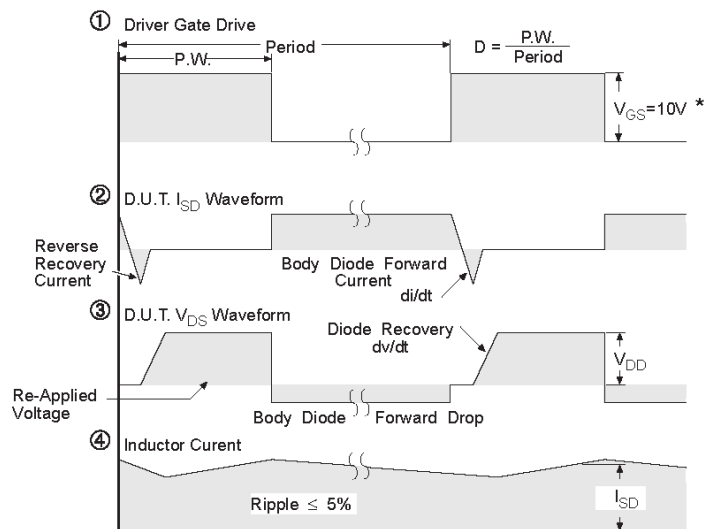 ① Driver Gate Drive
P.W.
Period
D = P.W.
Period
V_GS=10V *
② D.U.T. I_SD Waveform
Reverse
Recovery
Current
Body Diode Forward
Current
di/dt
③ D.U.T. V_DS Waveform
Diode Recovery
dv/dt
V_DD
Re-Applied
Voltage
Body Diode Forward Drop
④ Inductor Curent
Ripple ≤ 5%
I_SD